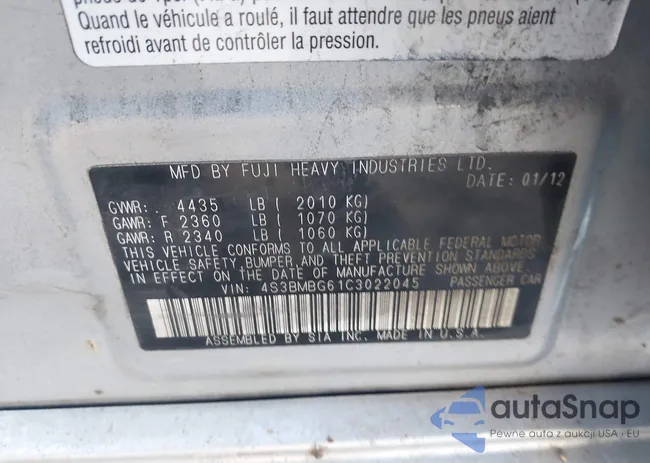 Quand le véhicule a roulé, il faut attendre que les pneus aient
refroidi avant de contrôler la pression.
MFD BY FUJI HEAVY INDUSTRIES LTD.
DATE: 01/12
GVWR: 4435 LB ( 2010 KG)
GAWR: F 2360 LB ( 1070 KG)
GAWR: R 2340 LB ( 1060 KG)
THIS VEHICLE CONFORMS TO ALL APPLICABLE FEDERAL MOTOR
VEHICLE SAFETY, BUMPER, AND THEFT PREVENTION STANDARDS
IN EFFECT ON THE DATE OF MANUFACTURE SHOWN ABOVE.
VIN: 4S3BMBG61C3022045 PASSENGER CAR
ASSEMBLED BY SIA INC. MADE IN U.S.A.
autaSnap
Pewne auta z aukcji USA i EU